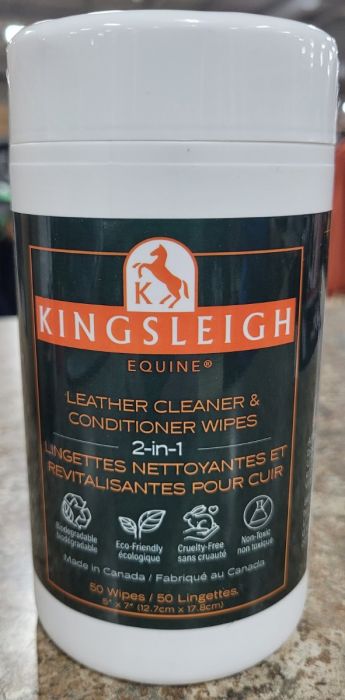 K
KINGSLEIGH
EQUINE®
LEATHER CLEANER &
CONDITIONER WIPES
2-in-1
LINGETTES NETTOYANTES ET
REVITALISANTES POUR CUIR
Biodegradable
biodégradable
Eco-Friendly
écologique
Cruelty-Free
sans cruauté
Non-Toxic
non toxique
Made in Canada / Fabriqué au Canada
50 Wipes / 50 Lingettes
5" x 7" (12.7cm x 17.8cm)